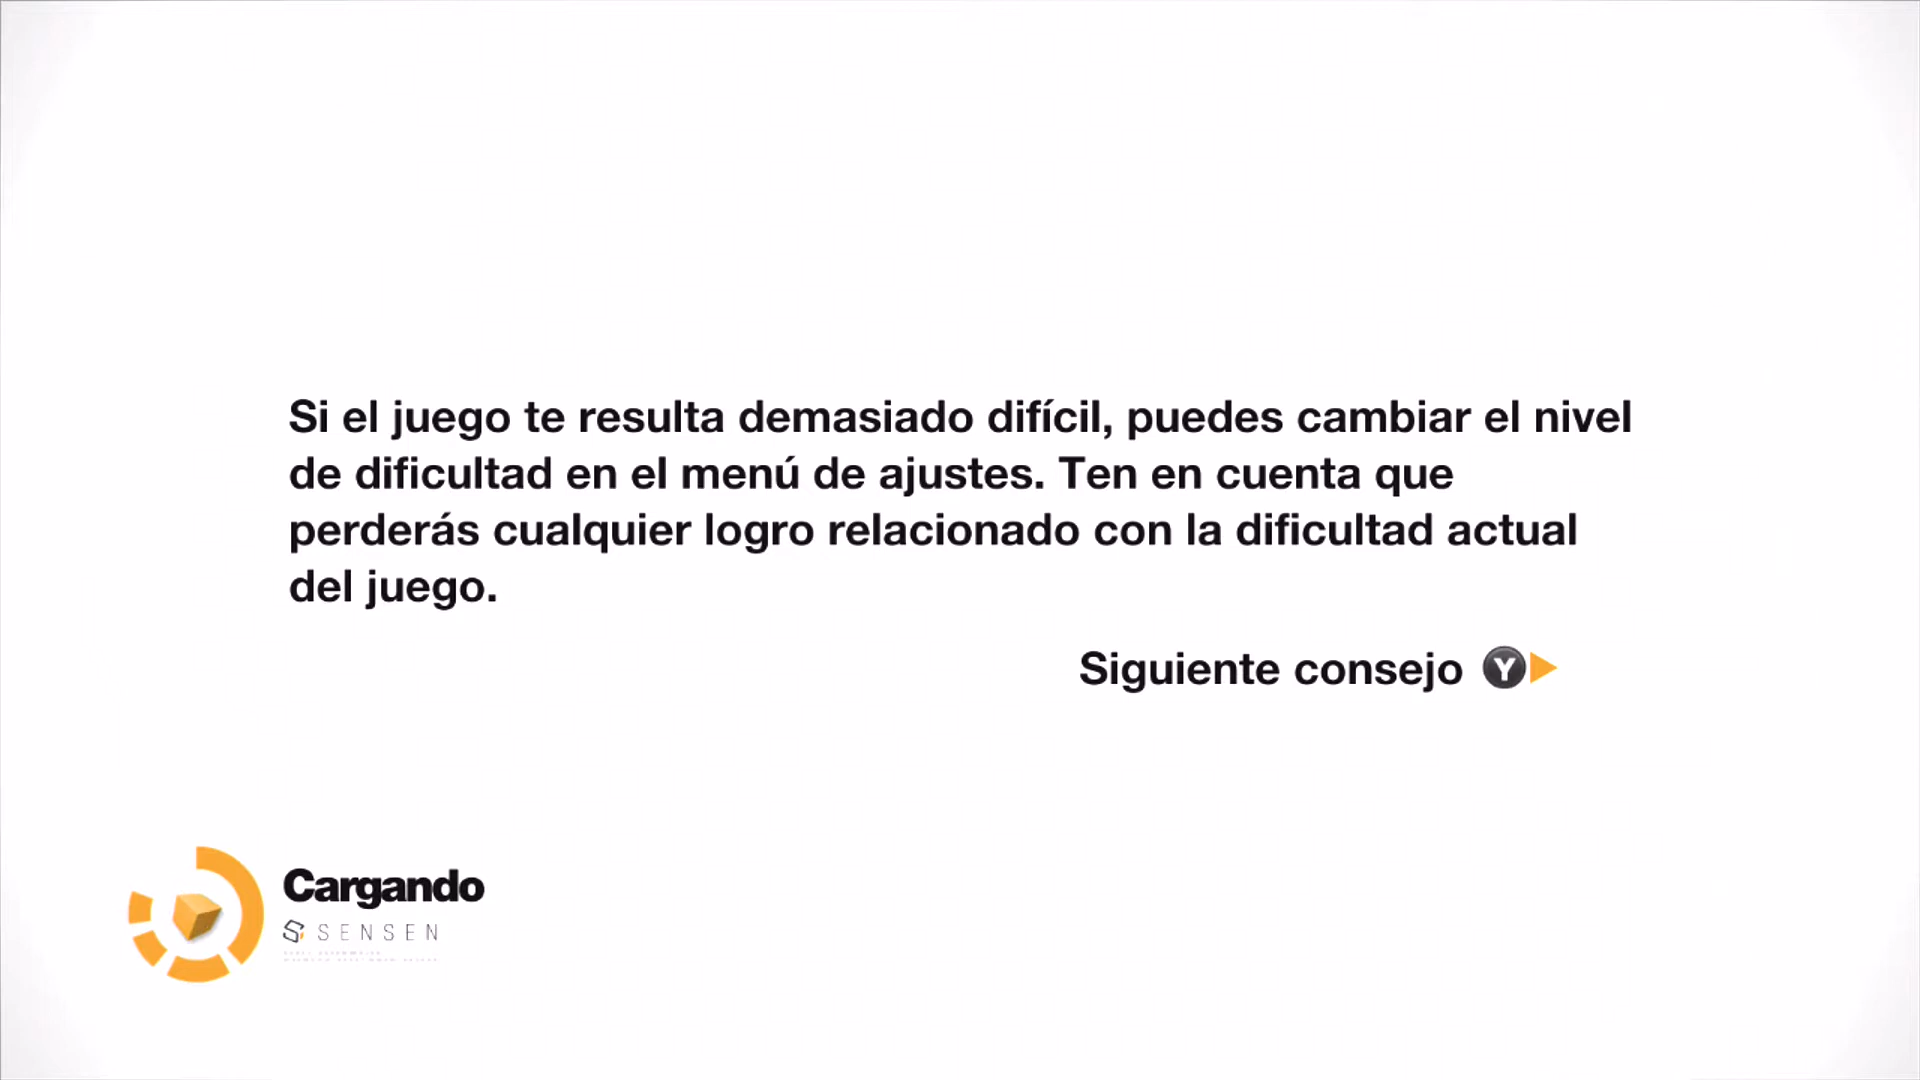 Si el juego te resulta demasiado difícil, puedes cambiar el nivel
de dificultad en el menú de ajustes. Ten en cuenta que
perderás cualquier logro relacionado con la dificultad actual
del juego.
Siguiente consejo Y
Cargando
SENSEN